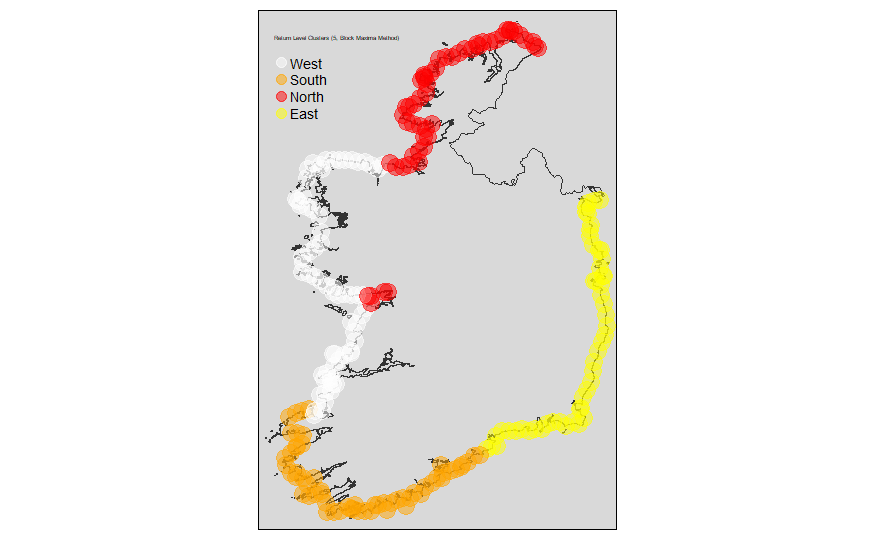 Return Level Clusters (5, Block Maxima Method)
West
South
North
East